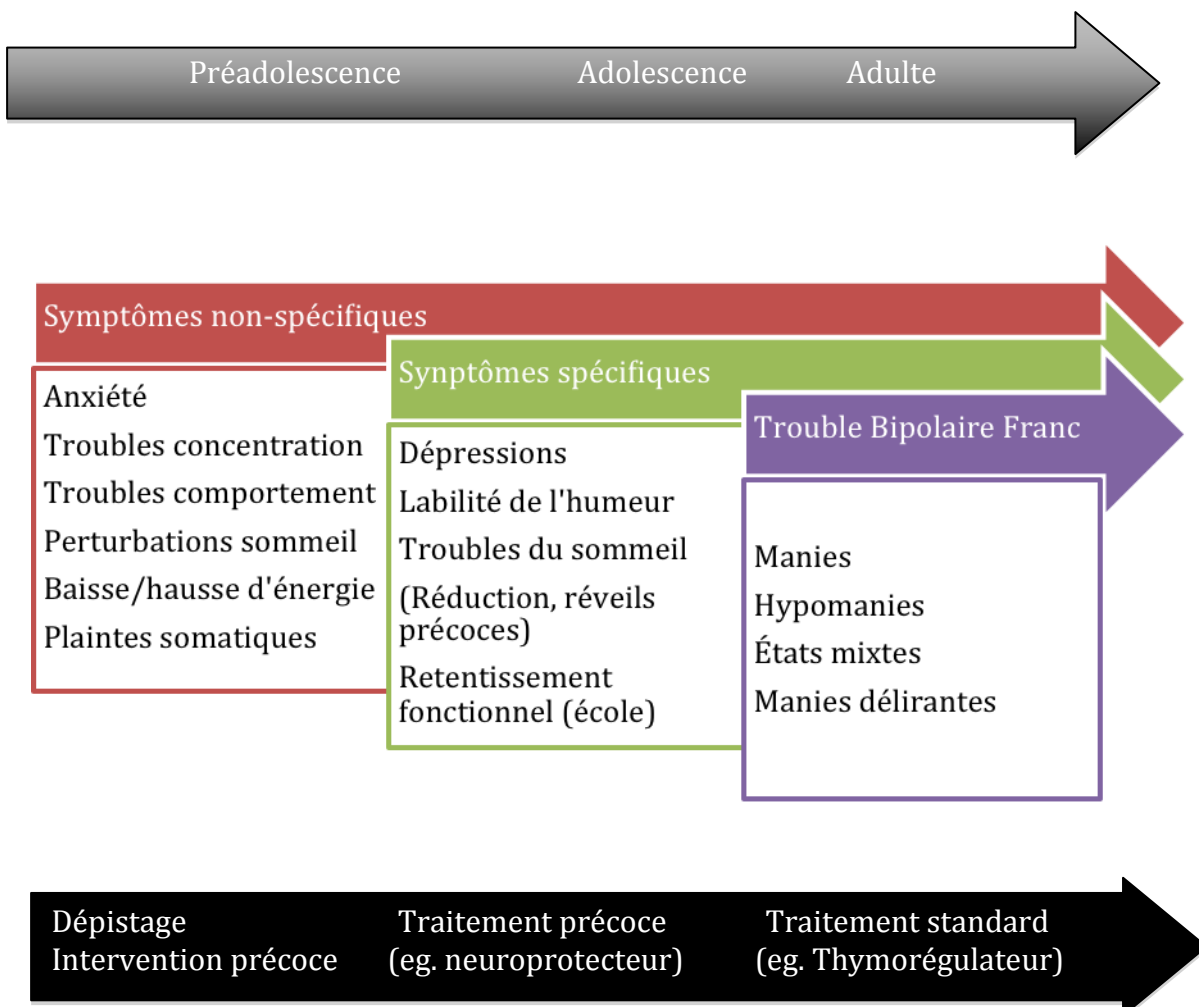 Préadolescence Adolescence Adulte
Symptômes non-spécifiques
Anxiété
Troubles concentration
Troubles comportement
Perturbations sommeil
Baisse/hausse d'énergie
Plaintes somatiques
Synptômes spécifiques
Dépressions
Labilité de l'humeur
Troubles du sommeil
(Réduction, réveils
précoces)
Retentissement
fonctionnel (école)
Trouble Bipolaire Franc
Manies
Hypomanies
États mixtes
Manies délirantes
Dépistage
Intervention précoce
Traitement précoce
(eg. neuroprotecteur)
Traitement standard
(eg. Thymorégulateur)